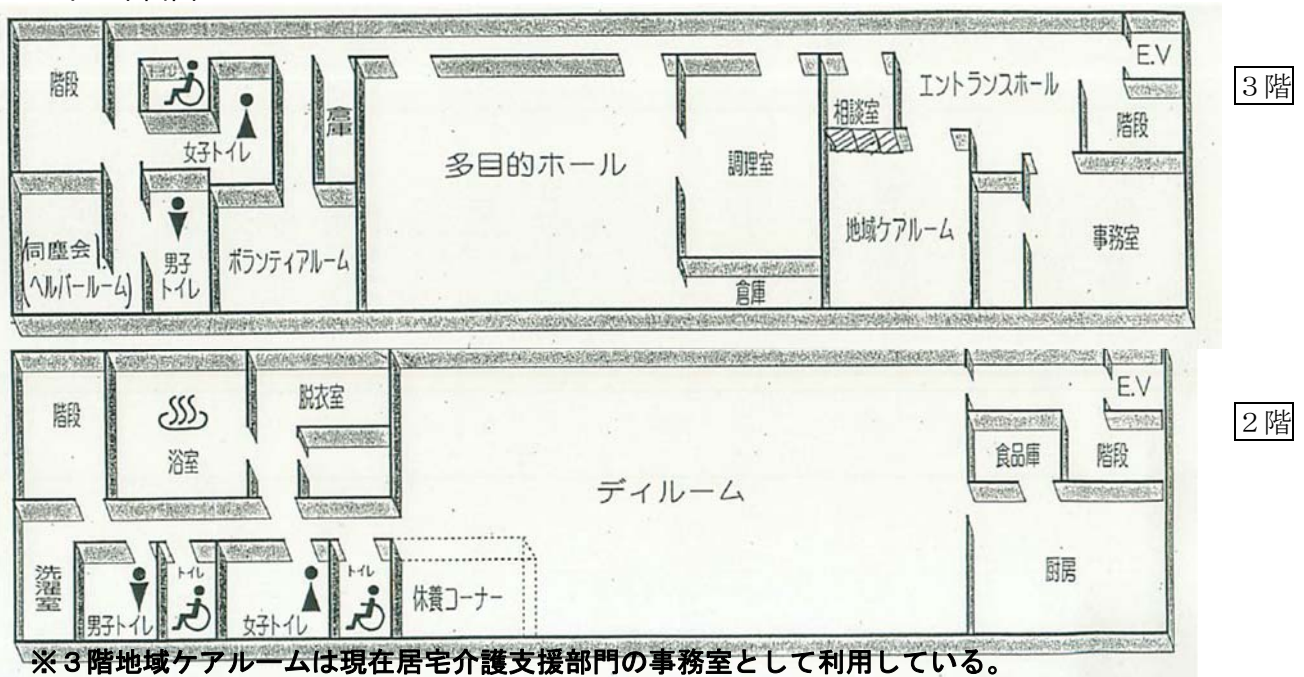 3階
階段
女子トイレ
倉庫
多目的ホール
調理室
相談室
エントランスホール
E.V
階段
(同塵会
ヘルパールーム)
男子
トイレ
ボランティアルーム
倉庫
地域ケアルーム
事務室
2階
階段
浴室
脱衣室
ディルーム
食品庫
階段
E.V
洗濯室
男子トイレ
トイレ
女子トイレ
トイレ
休養コーナー
厨房
※3階地域ケアルームは現在居宅介護支援部門の事務室として利用している。